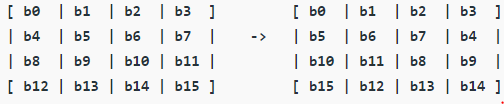 [ b0 | b1 | b2 | b3 ] [ b0 | b1 | b2 | b3 ]
| b4 | b5 | b6 | b7 | -> | b5 | b6 | b7 | b4 |
| b8 | b9 | b10 | b11 | | b10 | b11 | b8 | b9 |
[ b12 | b13 | b14 | b15 ] [ b15 | b12 | b13 | b14 ]